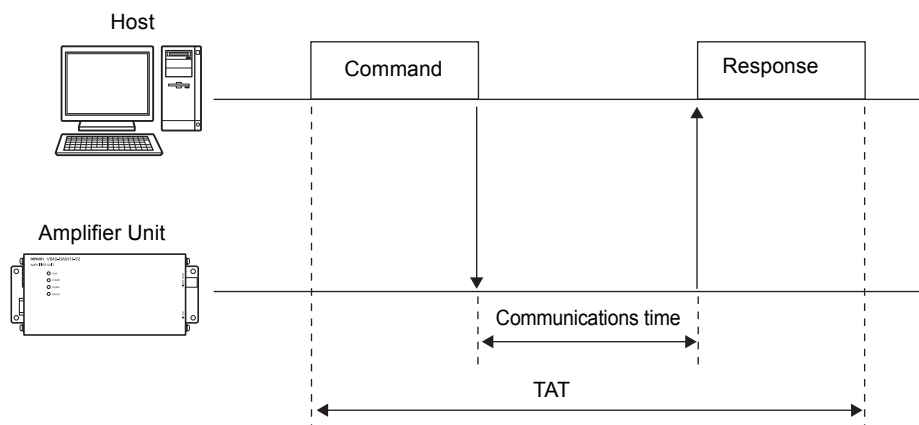 Host
Command
Response
Amplifier Unit
Communications time
TAT